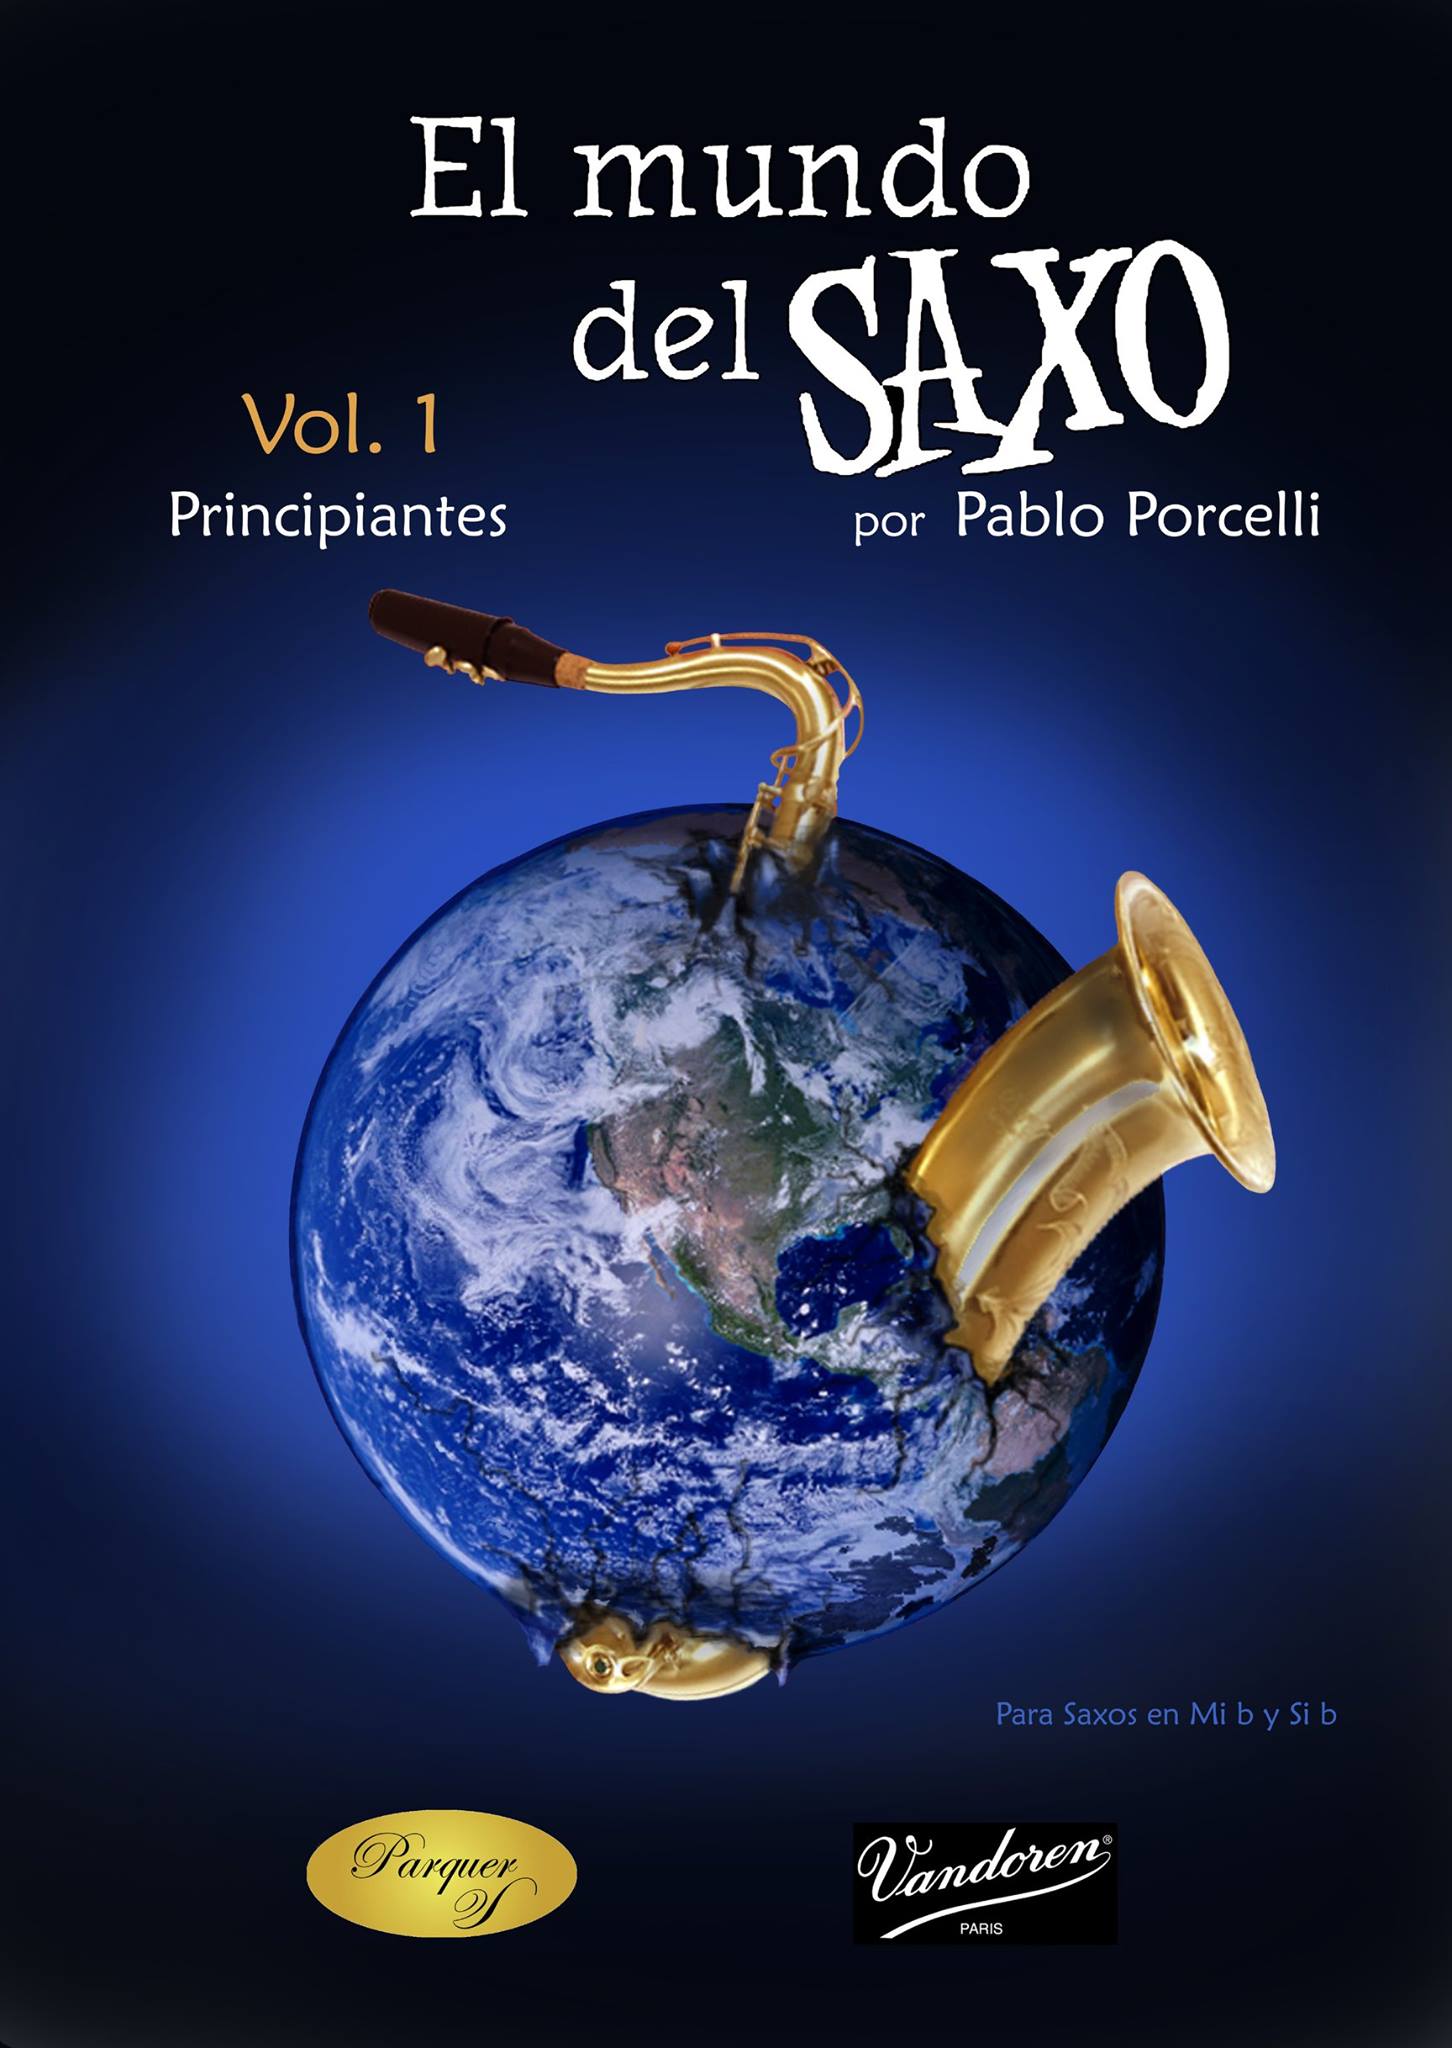 El mundo
del SAXO
Vol. 1
Principiantes
por Pablo Porcelli
Para Saxos en Mi b y Si b
Parquer
Vandoren®
PARIS